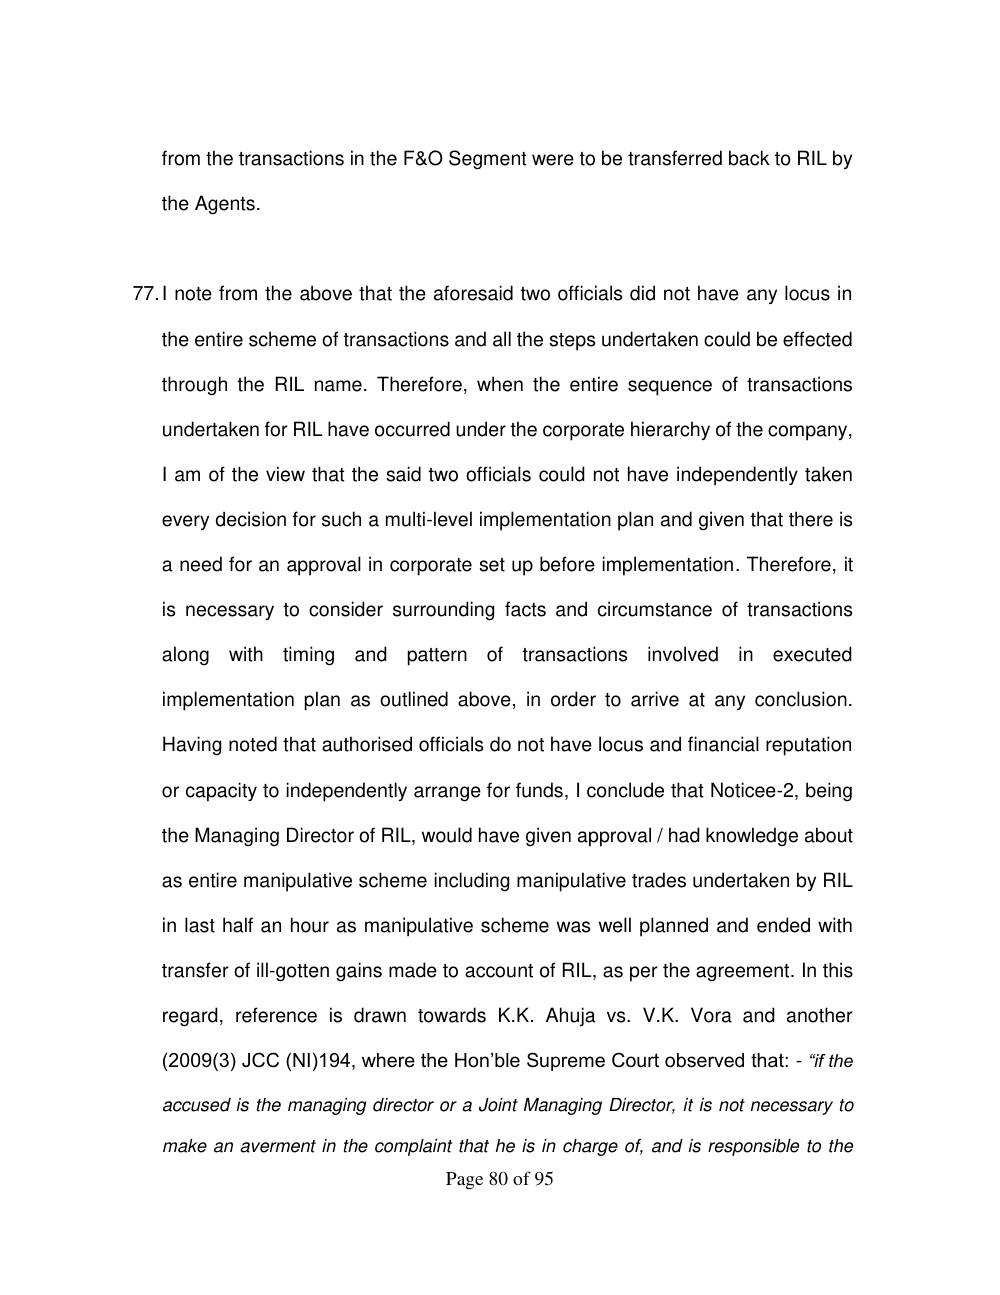 from the transactions in the F&O Segment were to be transferred back to RIL by
the Agents.
77. I note from the above that the aforesaid two officials did not have any locus in
the entire scheme of transactions and all the steps undertaken could be effected
through the RIL name. Therefore, when the entire sequence of transactions
undertaken for RIL have occurred under the corporate hierarchy of the company,
I am of the view that the said two officials could not have independently taken
every decision for such a multi-level implementation plan and given that there is
a need for an approval in corporate set up before implementation. Therefore, it
is necessary to consider surrounding facts and circumstance of transactions
along with timing and pattern of transactions involved in executed
implementation plan as outlined above, in order to arrive at any conclusion.
Having noted that authorised officials do not have locus and financial reputation
or capacity to independently arrange for funds, I conclude that Noticee-2, being
the Managing Director of RIL, would have given approval / had knowledge about
as entire manipulative scheme including manipulative trades undertaken by RIL
in last half an hour as manipulative scheme was well planned and ended with
transfer of ill-gotten gains made to account of RIL, as per the agreement. In this
regard, reference is drawn towards K.K. Ahuja vs. V.K. Vora and another
(2009(3) JCC (NI)194, where the Hon’ble Supreme Court observed that: - “if the
accused is the managing director or a Joint Managing Director, it is not necessary to
make an averment in the complaint that he is in charge of, and is responsible to the
Page 80 of 95